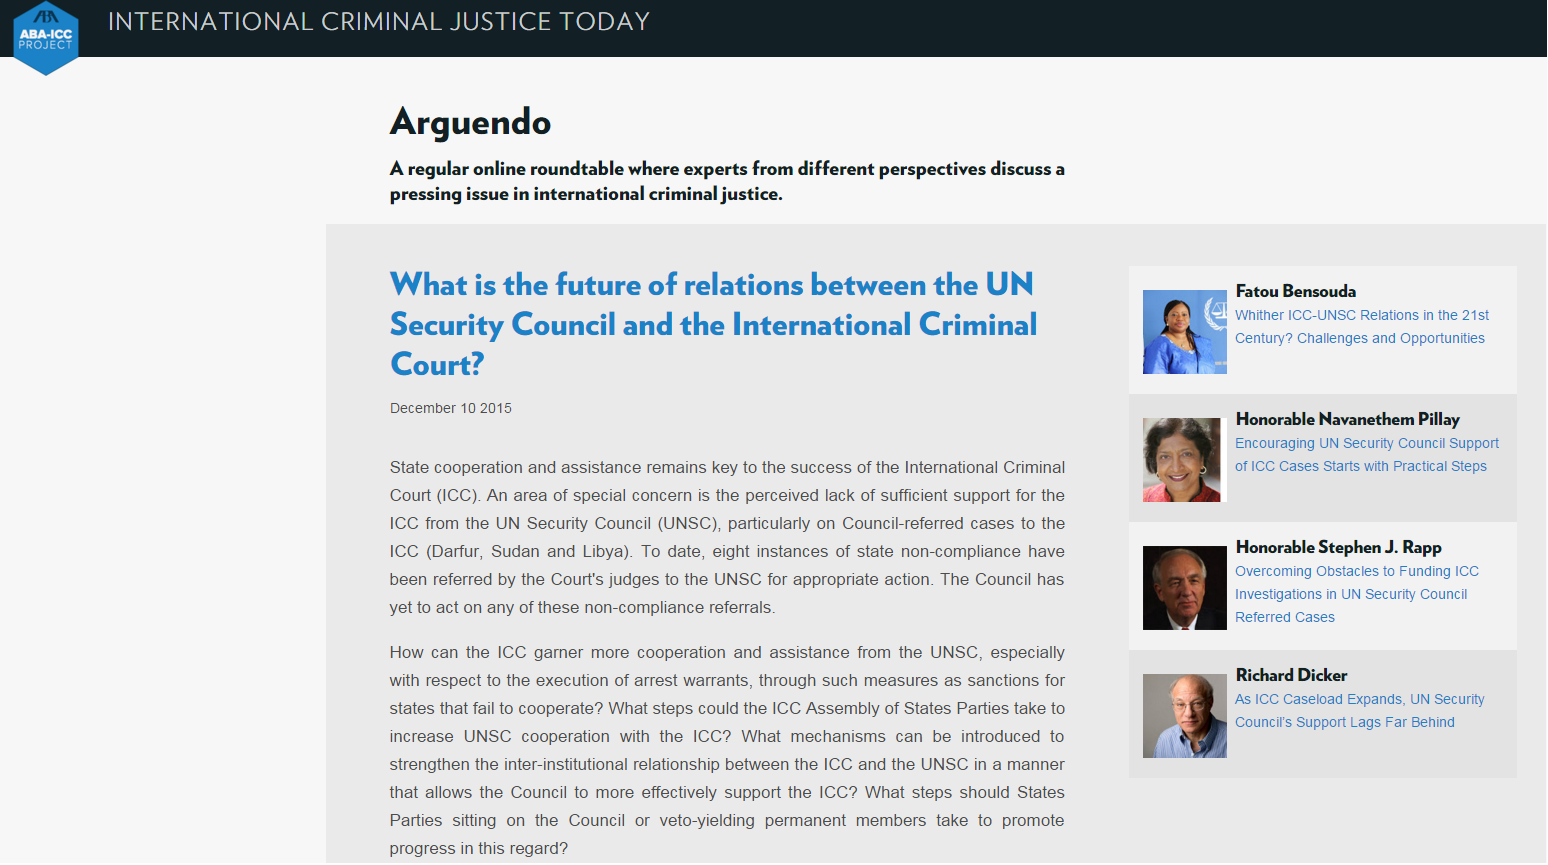 ABA
ABA-ICC
PROJECT
INTERNATIONAL CRIMINAL JUSTICE TODAY
Arguendo
A regular online roundtable where experts from different perspectives discuss a
pressing issue in international criminal justice.
What is the future of relations between the UN
Security Council and the International Criminal
Court?
December 10 2015
State cooperation and assistance remains key to the success of the International Criminal
Court (ICC). An area of special concern is the perceived lack of sufficient support for the
ICC from the UN Security Council (UNSC), particularly on Council-referred cases to the
ICC (Darfur, Sudan and Libya). To date, eight instances of state non-compliance have
been referred by the Court's judges to the UNSC for appropriate action. The Council has
yet to act on any of these non-compliance referrals.
How can the ICC garner more cooperation and assistance from the UNSC, especially
with respect to the execution of arrest warrants, through such measures as sanctions for
states that fail to cooperate? What steps could the ICC Assembly of States Parties take to
increase UNSC cooperation with the ICC? What mechanisms can be introduced to
strengthen the inter-institutional relationship between the ICC and the UNSC in a manner
that allows the Council to more effectively support the ICC? What steps should States
Parties sitting on the Council or veto-yielding permanent members take to promote
progress in this regard?
Fatou Bensouda
Whither ICC-UNSC Relations in the 21st
Century? Challenges and Opportunities
Honorable Navanethem Pillay
Encouraging UN Security Council Support
of ICC Cases Starts with Practical Steps
Honorable Stephen J. Rapp
Overcoming Obstacles to Funding ICC
Investigations in UN Security Council
Referred Cases
Richard Dicker
As ICC Caseload Expands, UN Security
Council's Support Lags Far Behind